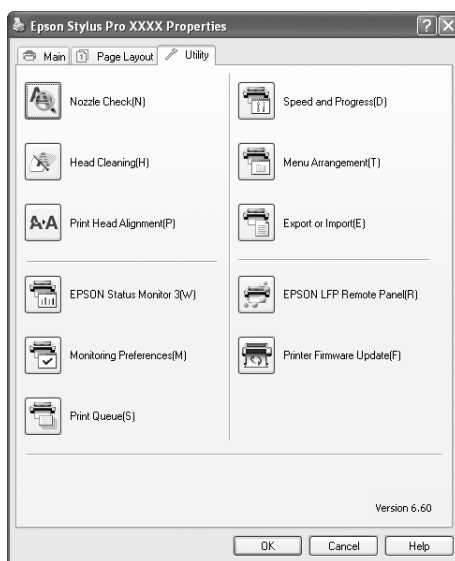 Epson Stylus Pro XXXX Properties
Main
Page Layout
Utility
Nozzle Check(N)
Head Cleaning(H)
Print Head Alignment(P)
EPSON Status Monitor 3(W)
Monitoring Preferences(M)
Print Queue(S)
Speed and Progress(D)
Menu Arrangement(T)
Export or Import(E)
EPSON LFP Remote Panel(R)
Printer Firmware Update(F)
Version 6.60
OK
Cancel
Help